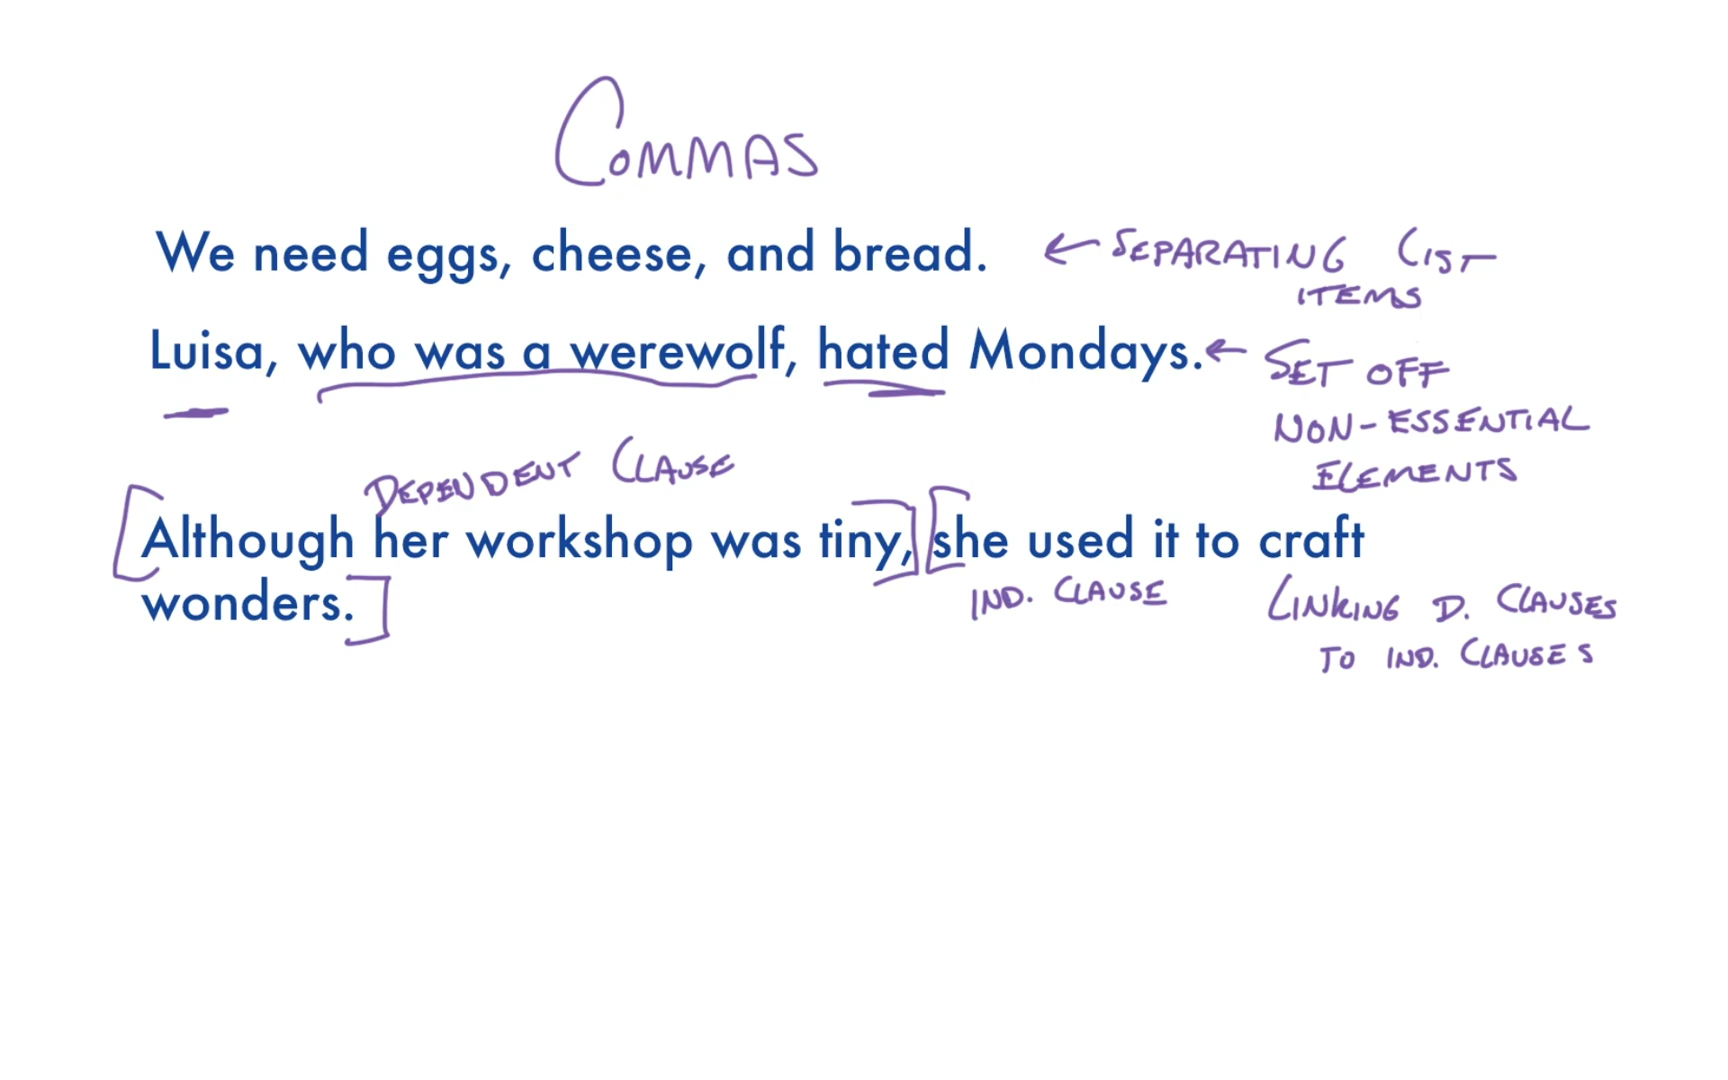 COMMAS
We need eggs, cheese, and bread.
← SEPARATING LIST
ITEMS
Luisa, who was a werewolf, hated Mondays.
← SET OFF
NON-ESSENTIAL
ELEMENTS
DEPENDENT CLAUSE
[Although her workshop was tiny,] [she used it to craft
wonders.]
IND. CLAUSE
LINKING D. CLAUSES
TO IND. CLAUSES